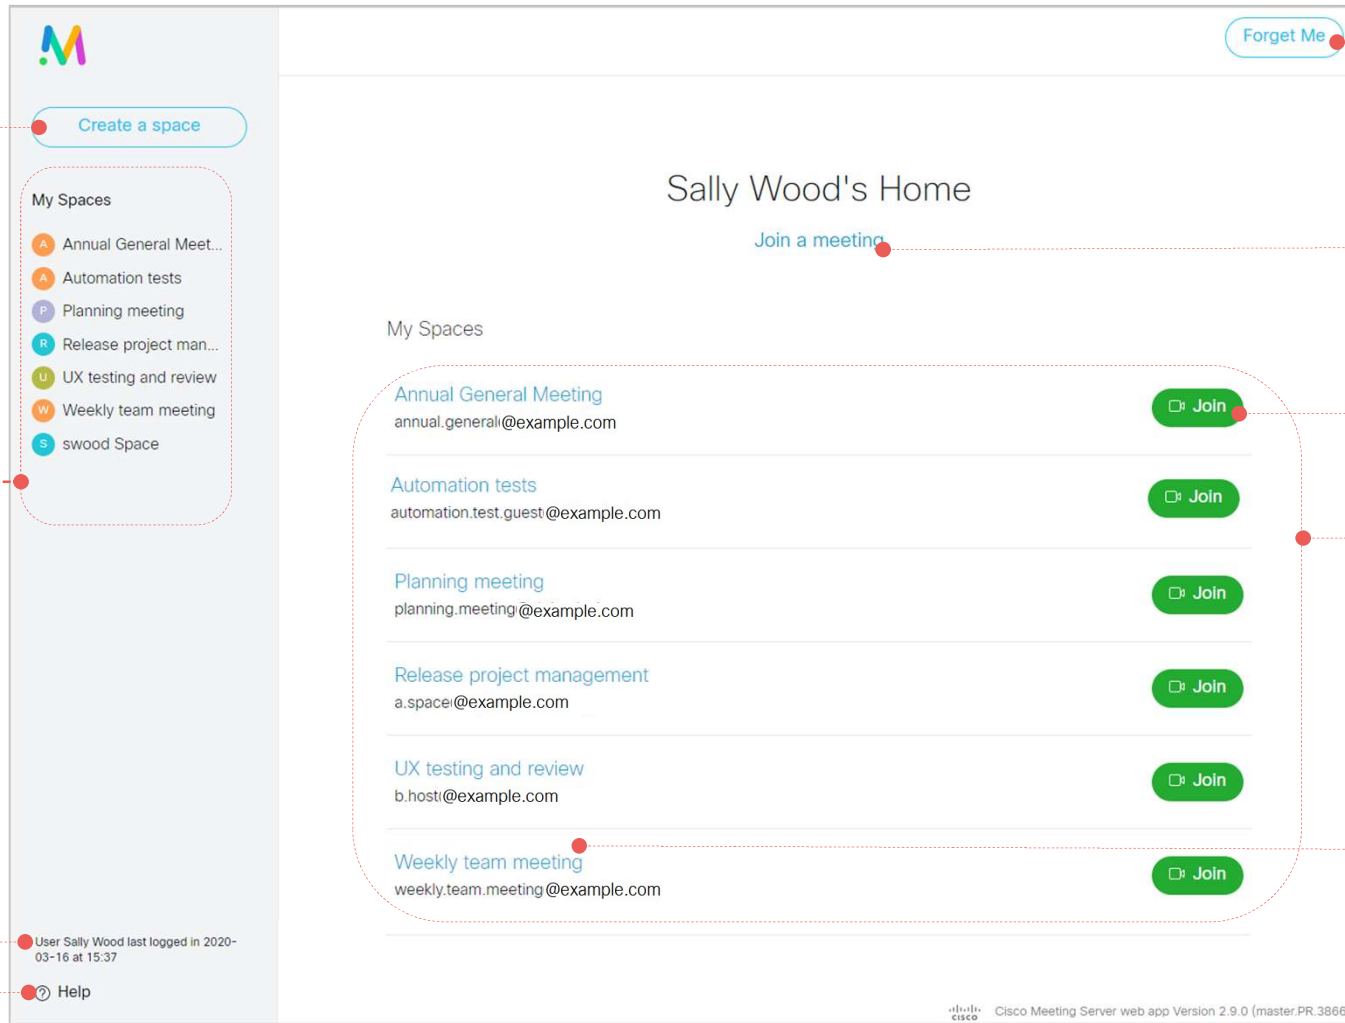 Forget Me
Create a space
My Spaces
A Annual General Meet...
A Automation tests
P Planning meeting
R Release project man...
U UX testing and review
W Weekly team meeting
S swood Space
Sally Wood's Home
Join a meeting
My Spaces
Annual General Meeting
annual.general@example.com
Join
Automation tests
automation.test.guest@example.com
Join
Planning meeting
planning.meeting@example.com
Join
Release project management
a.space@example.com
Join
UX testing and review
b.host@example.com
Join
Weekly team meeting
weekly.team.meeting@example.com
Join
User Sally Wood last logged in 2020-
03-16 at 15:37
? Help
CISCO Cisco Meeting Server web app Version 2.9.0 (master.PR.3866